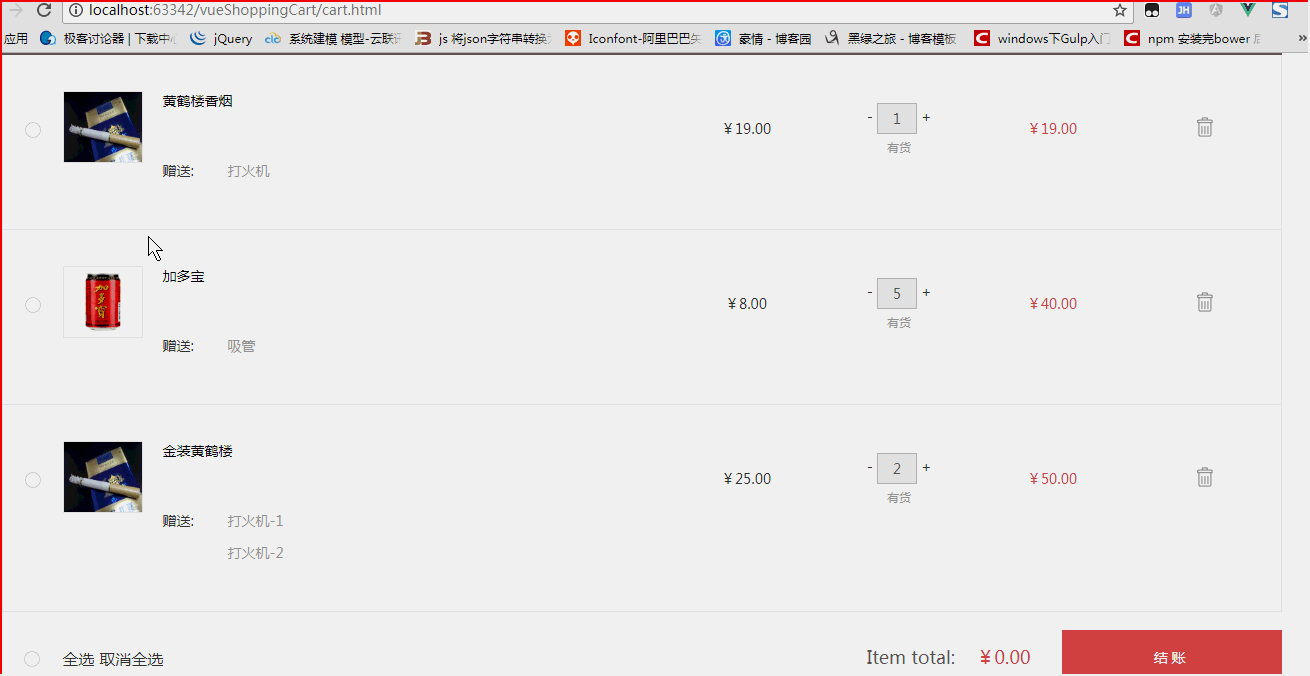 localhost:63342/vueShoppingCart/cart.html
应用 极客讨论器 | 下载中 jQuery 系统建模 模型-云联 js 将json字符串转换 Iconfont-阿里巴巴矢 豪情 - 博客园 黑绿之旅 - 博客模板 windows下Gulp入门 npm 安装完bower »
黄鹤楼香烟
¥19.00 - 1 + ¥19.00
有货
赠送: 打火机
加多宝
¥8.00 - 5 + ¥40.00
有货
赠送: 吸管
金装黄鹤楼
¥25.00 - 2 + ¥50.00
有货
赠送: 打火机-1
打火机-2
全选 取消全选 Item total: ¥0.00 结账